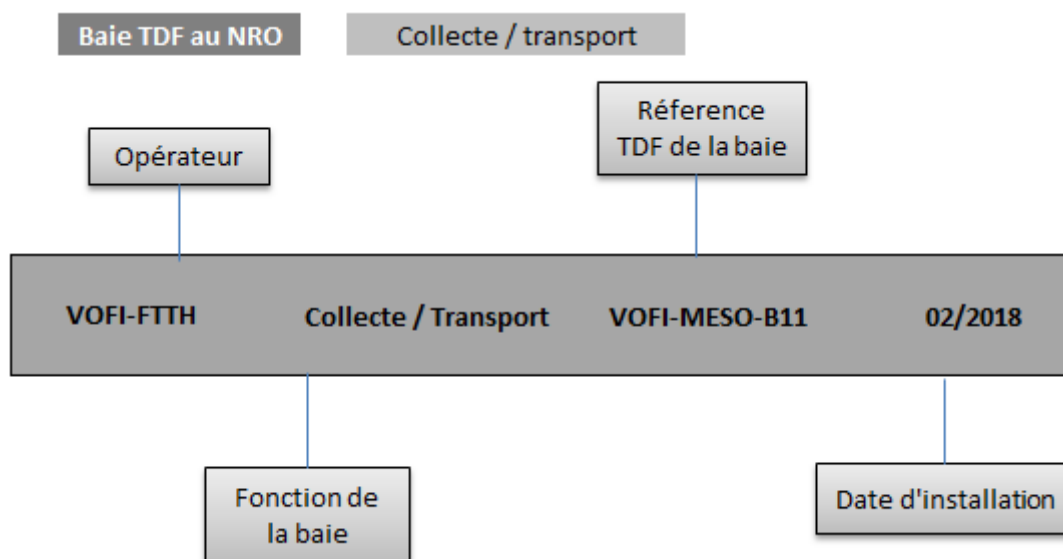 Baie TDF au NRO
Collecte / transport
Réference
TDF de la baie
Opérateur
VOFI-FTTH
Collecte / Transport
VOFI-MESO-B11
02/2018
Fonction de
la baie
Date d'installation